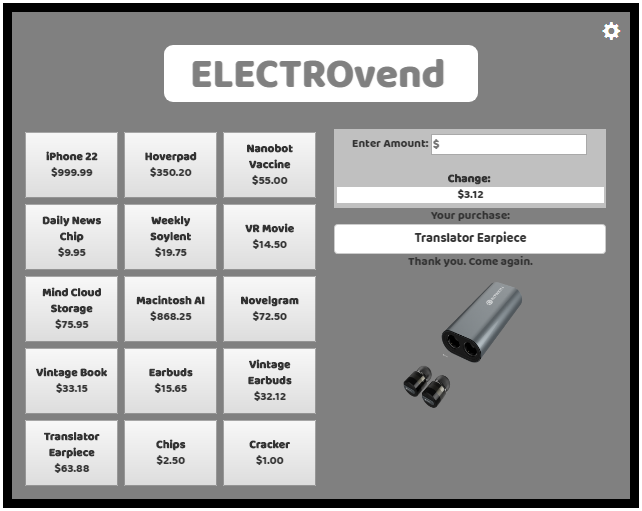 ELECTROvend
iPhone 22
$999.99
Hoverpad
$350.20
Nanobot
Vaccine
$55.00
Daily News
Chip
$9.95
Weekly
Soylent
$19.75
VR Movie
$14.50
Mind Cloud
Storage
$75.95
Macintosh AI
$868.25
Novelgram
$72.50
Vintage Book
$33.15
Earbuds
$15.65
Vintage
Earbuds
$32.12
Translator
Earpiece
$63.88
Chips
$2.50
Cracker
$1.00
Enter Amount: $
Change:
$3.12
Your purchase:
Translator Earpiece
Thank you. Come again.